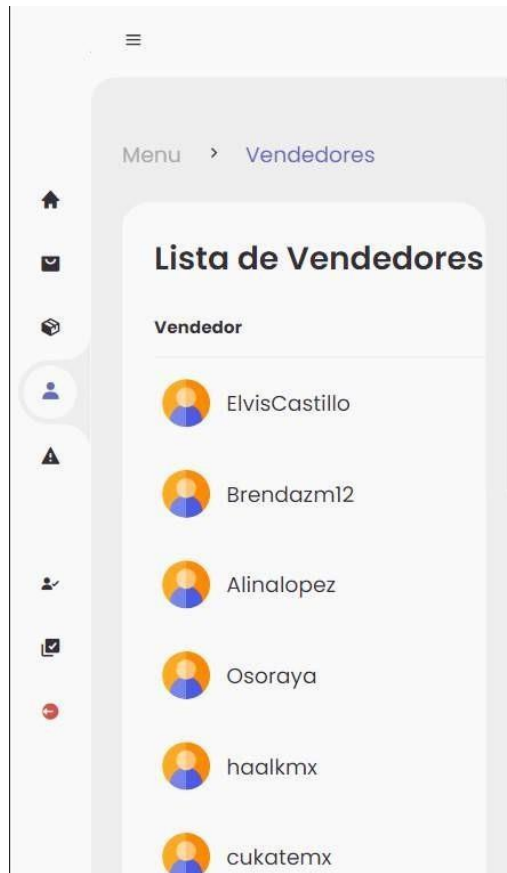 Menu > Vendedores
Lista de Vendedores
Vendedor
ElvisCastillo
Brendazm12
Alinalopez
Osoraya
haalkmx
cukatemx